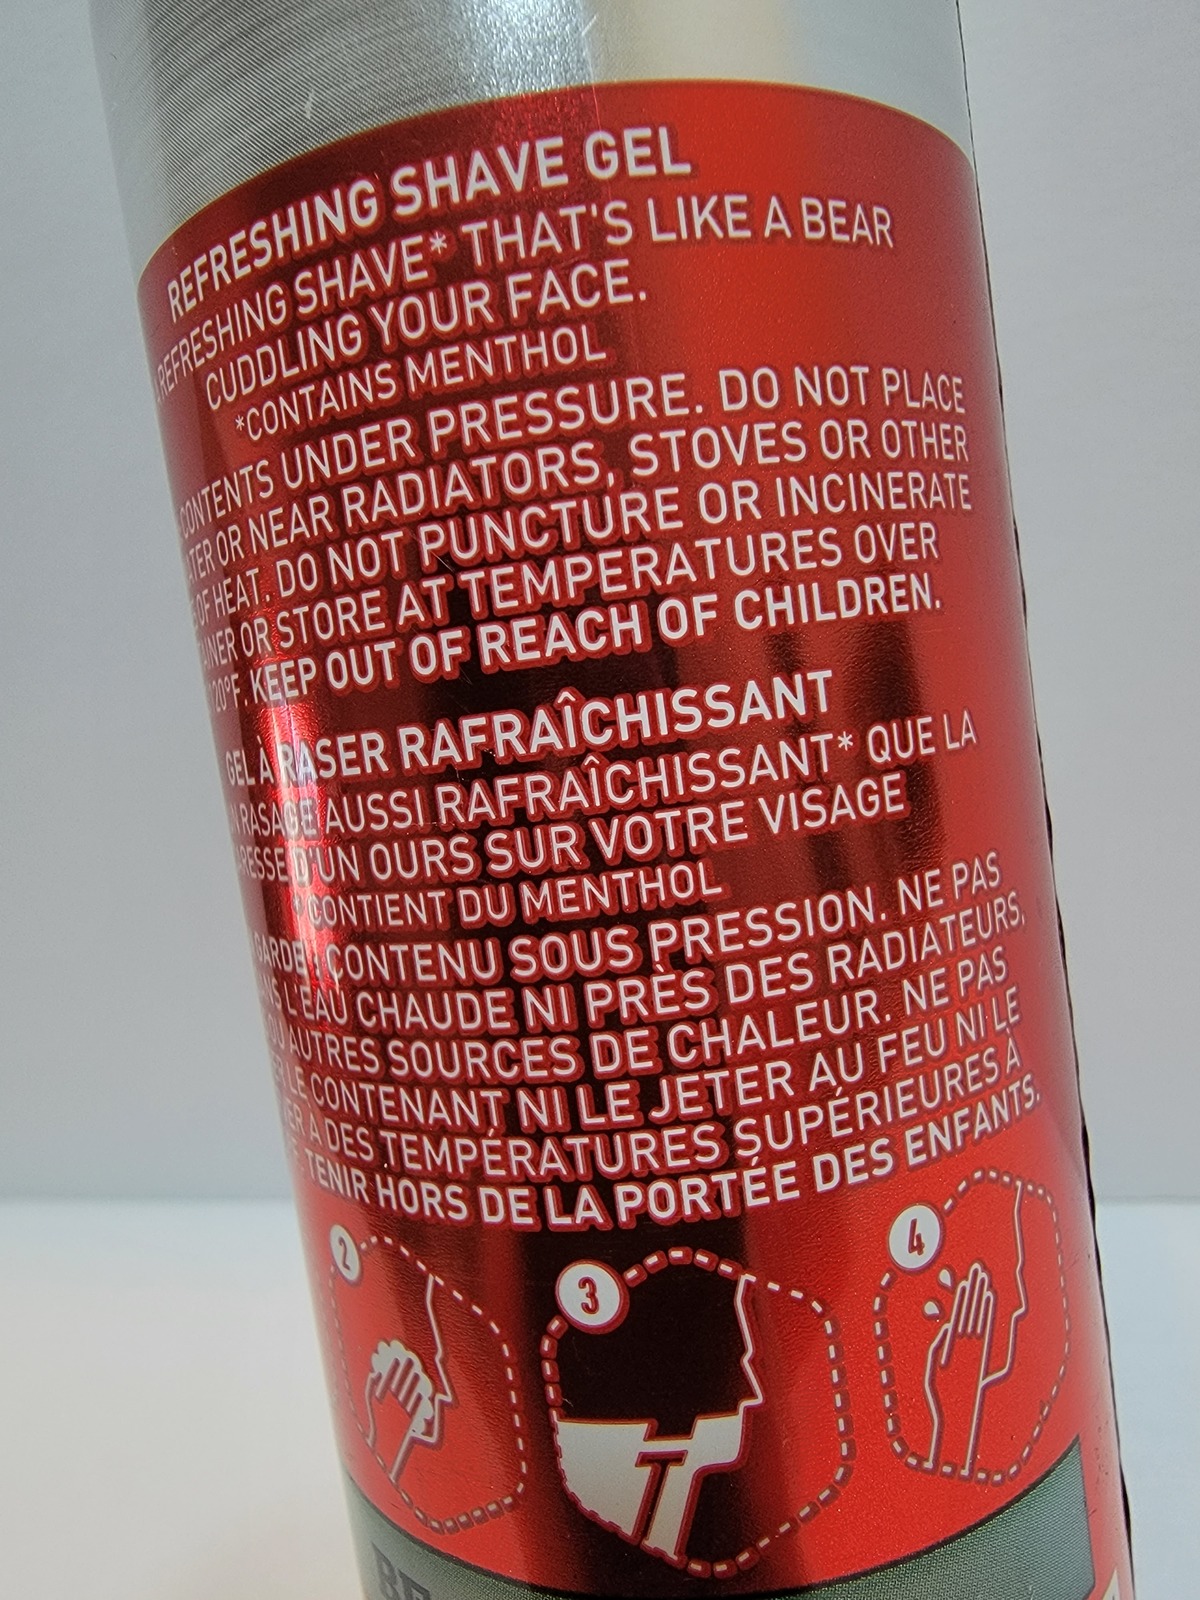 REFRESHING SHAVE GEL
REFRESHING SHAVE* THAT'S LIKE A BEAR
CUDDLING YOUR FACE.
*CONTAINS MENTHOL
CONTENTS UNDER PRESSURE. DO NOT PLACE
OR NEAR RADIATORS, STOVES OR OTHER
OF HEAT. DO NOT PUNCTURE OR INCINERATE
OR STORE AT TEMPERATURES OVER
20°F. KEEP OUT OF REACH OF CHILDREN.
GEL À RASER RAFRAÎCHISSANT
RASAGE AUSSI RAFRAÎCHISSANT* QUE LA
D'UN OURS SUR VOTRE VISAGE
*CONTIENT DU MENTHOL
GARDE: CONTENU SOUS PRESSION. NE PAS
L'EAU CHAUDE NI PRÈS DES RADIATEURS,
OU AUTRES SOURCES DE CHALEUR. NE PAS
LE CONTENANT, NI LE JETER AU FEU NI LE
À DES TEMPÉRATURES SUPÉRIEURES À
TENIR HORS DE LA PORTÉE DES ENFANTS.
2
3
4